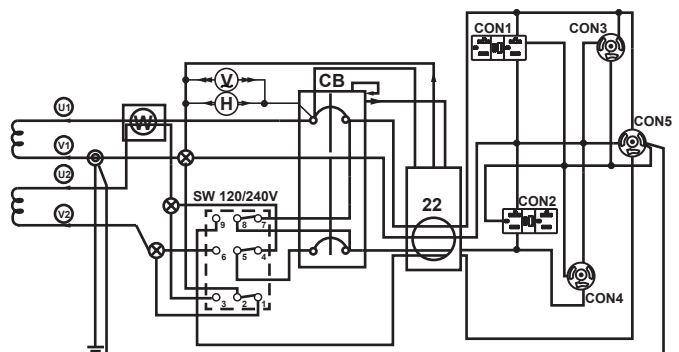 CON1
CON3
V
CB
H
U1
W
CON5
V1
U2
SW 120/240V
22
9 8 7
CON2
V2
6 5 4
CON4
3 2 1